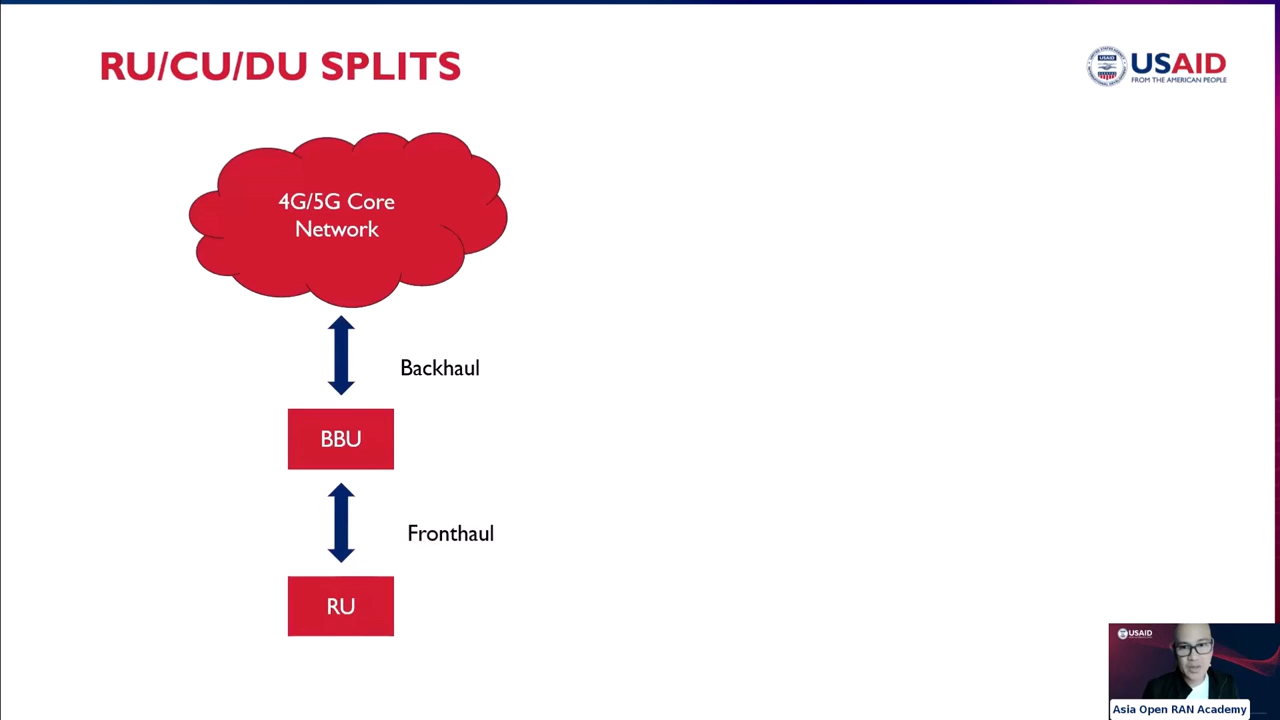 RU/CU/DU SPLITS
USAID
FROM THE AMERICAN PEOPLE
4G/5G Core
Network
Backhaul
BBU
Fronthaul
RU
USAID
Asia Open RAN Academy